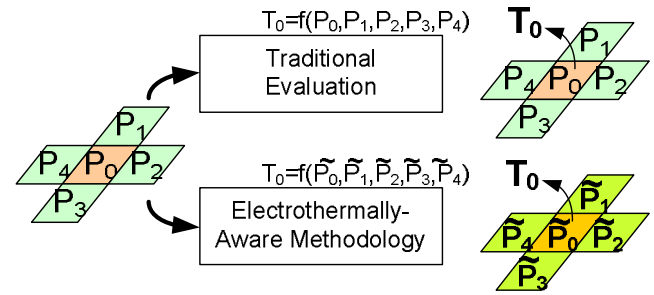 T₀=f(P₀,P₁,P₂,P₃,P₄)
Traditional
Evaluation
T₀
P₁
P₄ P₀ P₂
P₃
P₁
P₄ P₀ P₂
P₃
T₀=f(P̃₀,P̃₁,P̃₂,P̃₃,P̃₄)
Electrothermally-
Aware Methodology
T₀
P̃₁
P̃₄ P̃₀ P̃₂
P̃₃